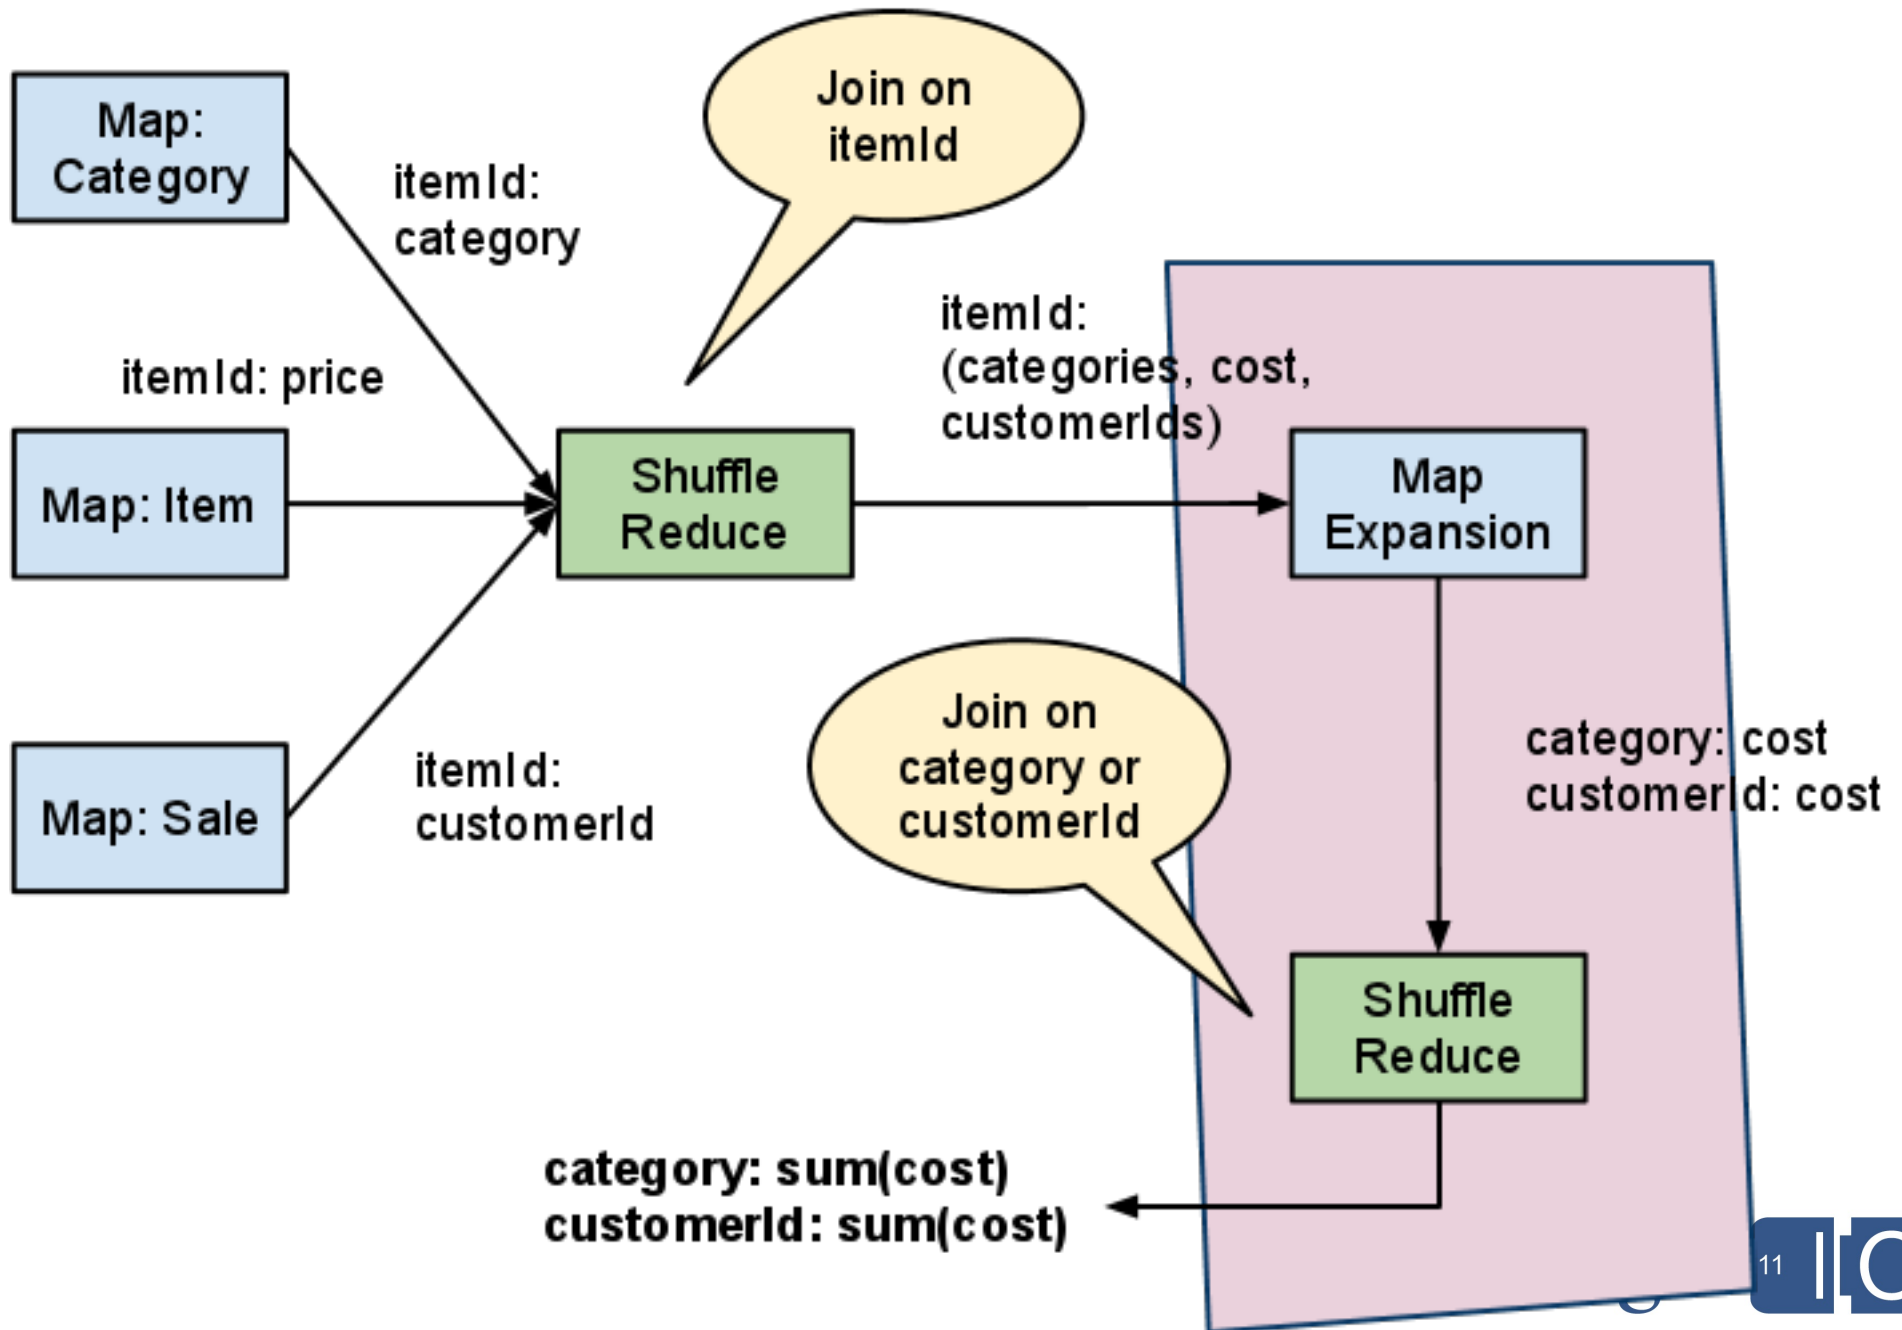 Join on
itemId
Map:
Category
itemId:
category
itemId:
(categories, cost,
customerIds)
itemId: price
Map: Item
Shuffle
Reduce
Map
Expansion
Join on
category or
customerId
category: cost
customerId: cost
Map: Sale
itemId:
customerId
Shuffle
Reduce
category: sum(cost)
customerId: sum(cost)
11